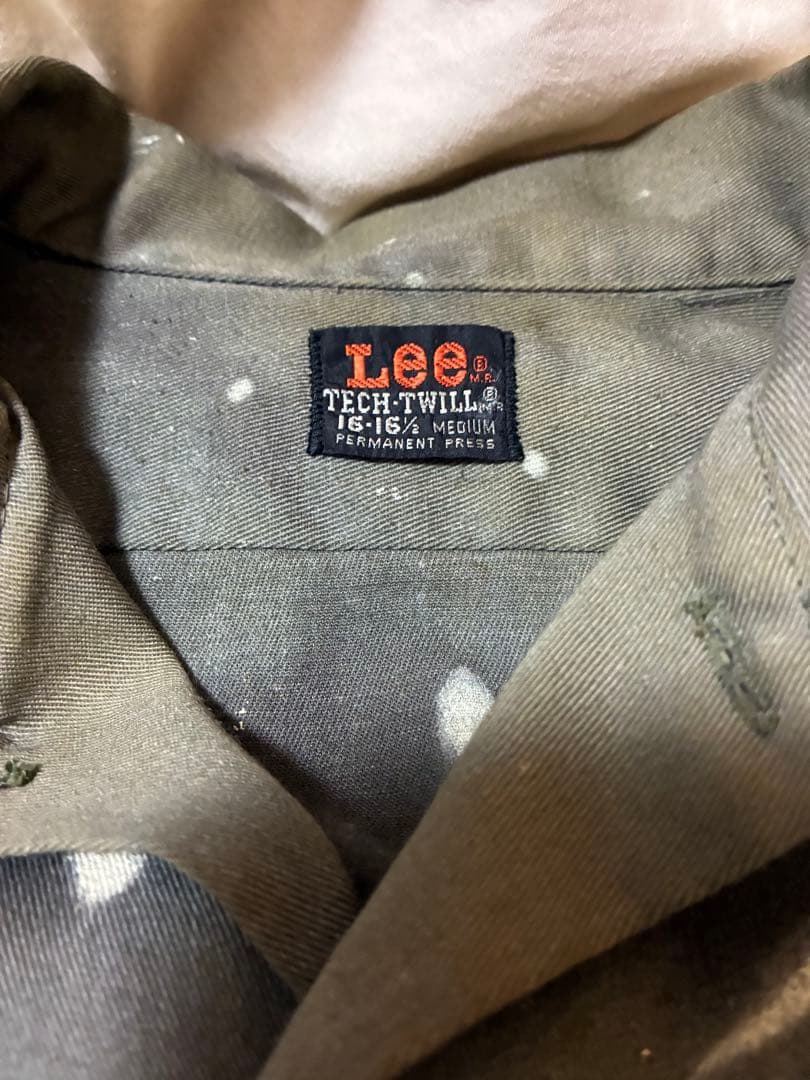 Lee® M.R.
TECH-TWILL® M.R.
16-16½ MEDIUM
PERMANENT PRESS